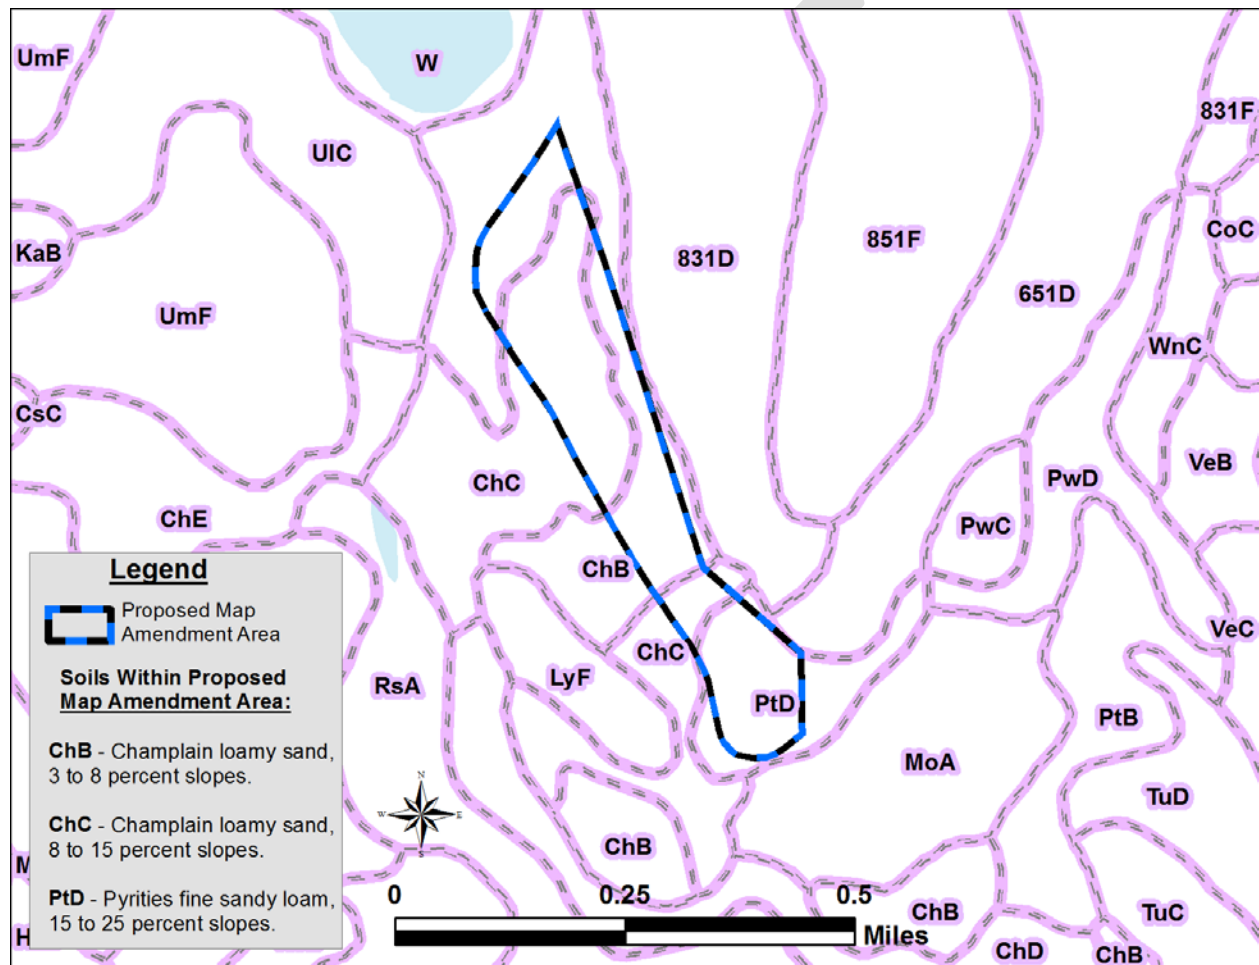 UmF
W
831F
UlC
CoC
KaB
831D
851F
651D
UmF
WnC
CsC
VeB
ChC
PwD
ChE
PwC
ChB
VeC
ChC
LyF
RsA
PtD
PtB
MoA
TuD
ChB
ChB
TuC
ChD
ChB
Legend
Proposed Map
Amendment Area
Soils Within Proposed
Map Amendment Area:
ChB - Champlain loamy sand,
3 to 8 percent slopes.
ChC - Champlain loamy sand,
8 to 15 percent slopes.
PtD - Pyrities fine sandy loam,
15 to 25 percent slopes.
N
W
E
S
0
0.25
0.5
Miles